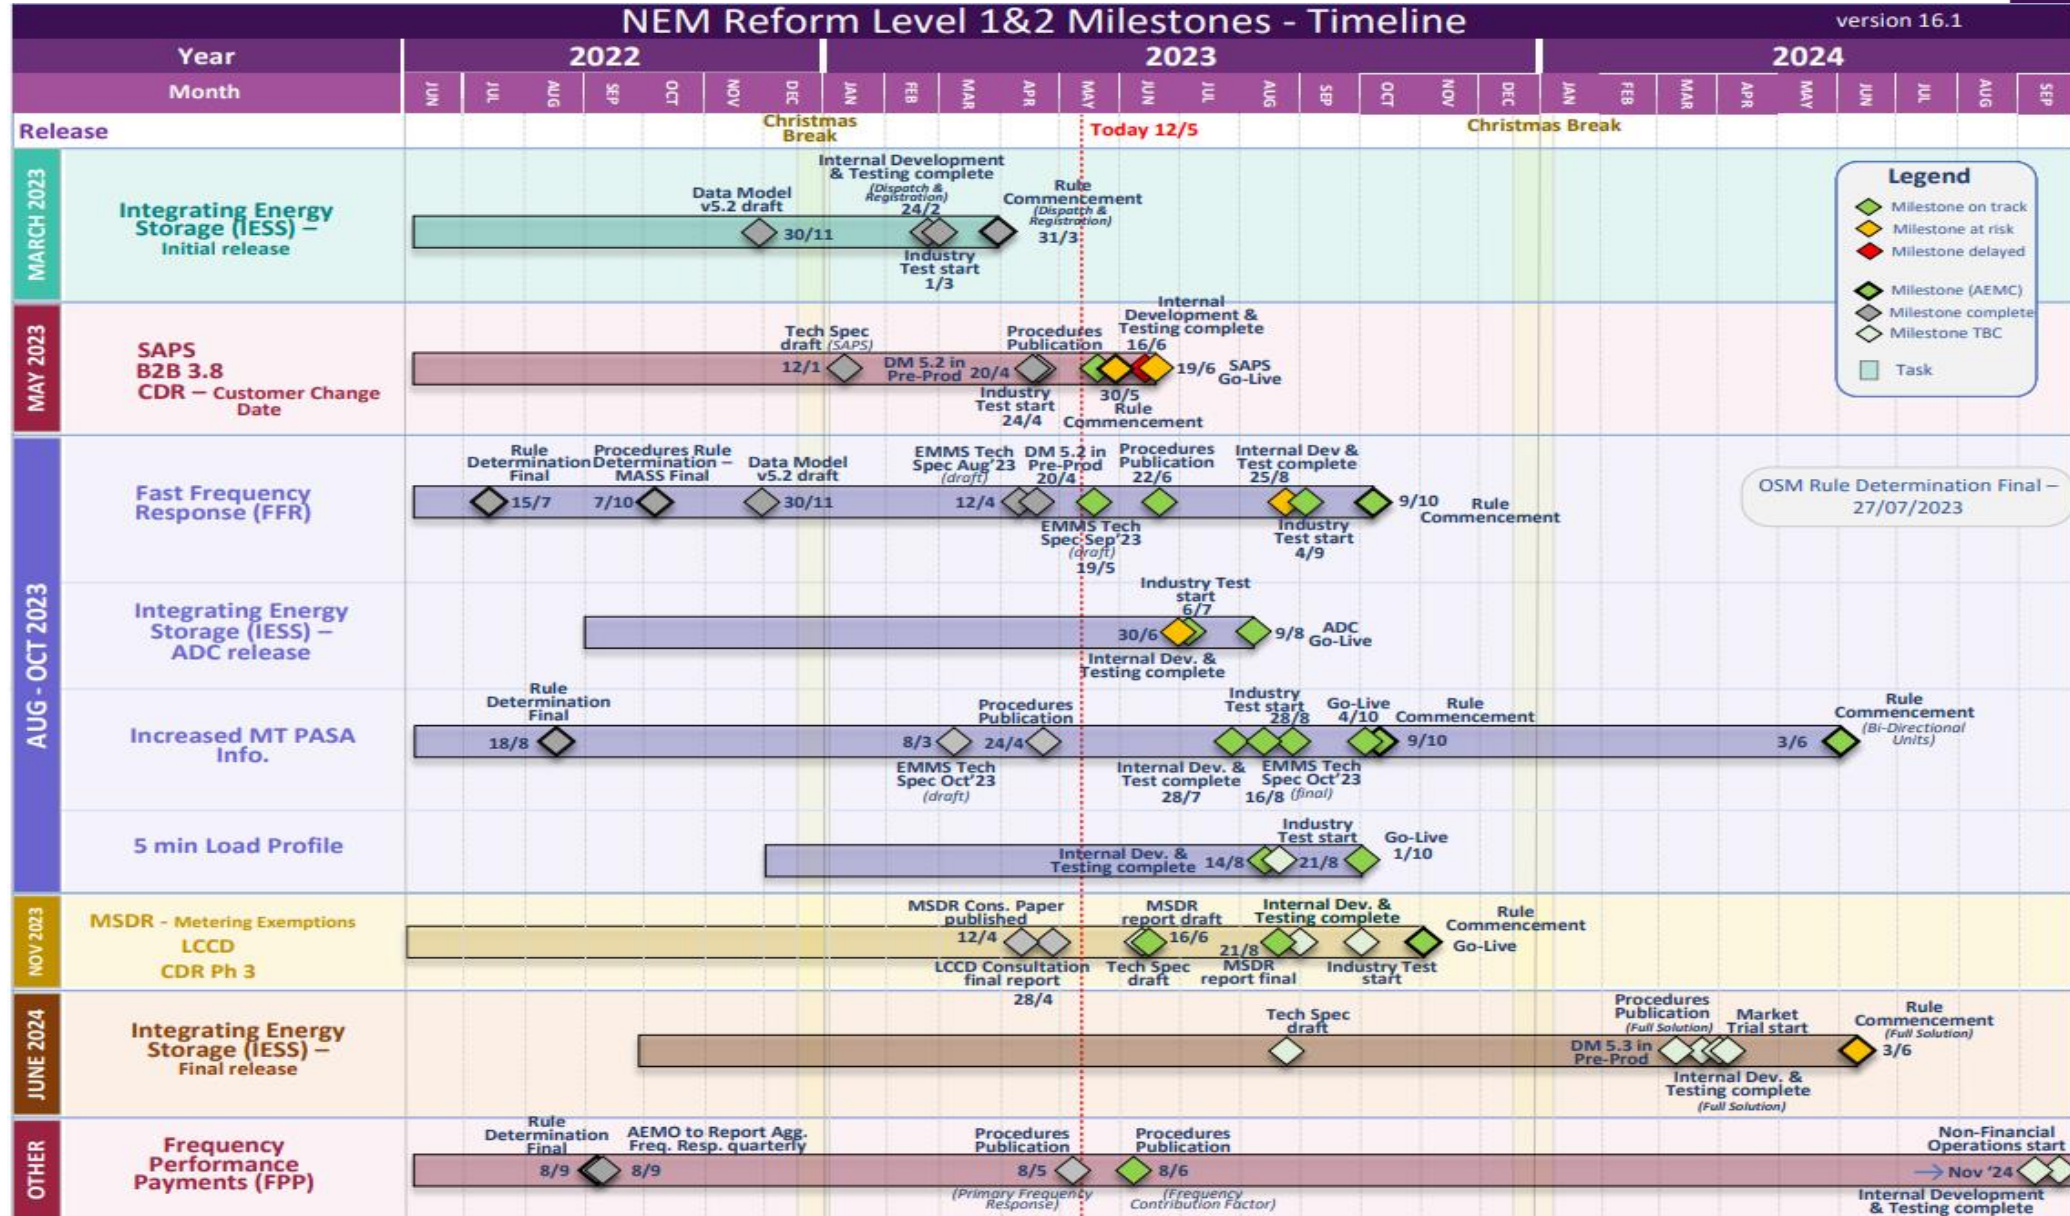 NEM Reform Level 1&2 Milestones - Timeline
version 16.1
Year
2022
2023
2024
Month
JUN
JUL
AUG
SEP
OCT
NOV
DEC
JAN
FEB
MAR
APR
MAY
JUN
JUL
AUG
SEP
OCT
NOV
DEC
JAN
FEB
MAR
APR
MAY
JUN
JUL
AUG
SEP
Release
Christmas
Break
Today 12/5
Christmas Break
MARCH 2023
Integrating Energy
Storage (IESS) –
Initial release
Data Model
v5.2 draft
30/11
Internal Development
& Testing complete
(Dispatch &
Registration)
24/2
Industry
Test start
1/3
Rule
Commencement
(Dispatch &
Registration)
31/3
Legend
Milestone on track
Milestone at risk
Milestone delayed
Milestone (AEMC)
Milestone complete
Milestone TBC
Task
MAY 2023
SAPS
B2B 3.8
CDR – Customer Change
Date
Tech Spec
draft (SAPS)
12/1
DM 5.2 in
Pre-Prod
20/4
Procedures
Publication
Industry
Test start
24/4
Internal
Development &
Testing complete
16/6
30/5
Rule
Commencement
19/6
SAPS
Go-Live
AUG - OCT 2023
Fast Frequency
Response (FFR)
Rule
Determination
Final
15/7
Procedures Rule
Determination –
MASS Final
7/10
Data Model
v5.2 draft
30/11
EMMS Tech
Spec Aug'23
(draft)
12/4
DM 5.2 in
Pre-Prod
20/4
EMMS Tech
Spec Sep'23
(draft)
19/5
Procedures
Publication
22/6
Internal Dev &
Test complete
25/8
Industry
Test start
4/9
9/10
Rule
Commencement
OSM Rule Determination Final –
27/07/2023
Integrating Energy
Storage (IESS) –
ADC release
Industry Test
start
6/7
30/6
Internal Dev. &
Testing complete
9/8
ADC
Go-Live
Increased MT PASA
Info.
Rule
Determination
Final
18/8
8/3
EMMS Tech
Spec Oct'23
(draft)
Procedures
Publication
24/4
Internal Dev. &
Test complete
28/7
Industry
Test start
28/8
EMMS Tech
Spec Oct'23
16/8 (final)
Go-Live
4/10
Rule
Commencement
9/10
3/6
Rule
Commencement
(Bi-Directional
Units)
5 min Load Profile
Internal Dev. &
Testing complete
14/8
Industry
Test start
21/8
Go-Live
1/10
NOV 2023
MSDR - Metering Exemptions
LCCD
CDR Ph 3
MSDR Cons. Paper
published
12/4
LCCD Consultation
final report
28/4
MSDR
report draft
16/6
Tech Spec
draft
Internal Dev. &
Testing complete
21/8
MSDR
report final
Industry Test
start
Rule
Commencement
Go-Live
JUNE 2024
Integrating Energy
Storage (IESS) –
Final release
Tech Spec
draft
Procedures
Publication
(Full Solution)
Market
Trial start
DM 5.3 in
Pre-Prod
Internal Dev. &
Testing complete
(Full Solution)
Rule
Commencement
(Full Solution)
3/6
OTHER
Frequency
Performance
Payments (FPP)
Rule
Determination
Final
8/9
AEMO to Report Agg.
Freq. Resp. quarterly
8/9
Procedures
Publication
8/5
(Primary Frequency
Response)
Procedures
Publication
8/6
(Frequency
Contribution Factor)
Non-Financial
Operations start
Nov '24
Internal Development
& Testing complete